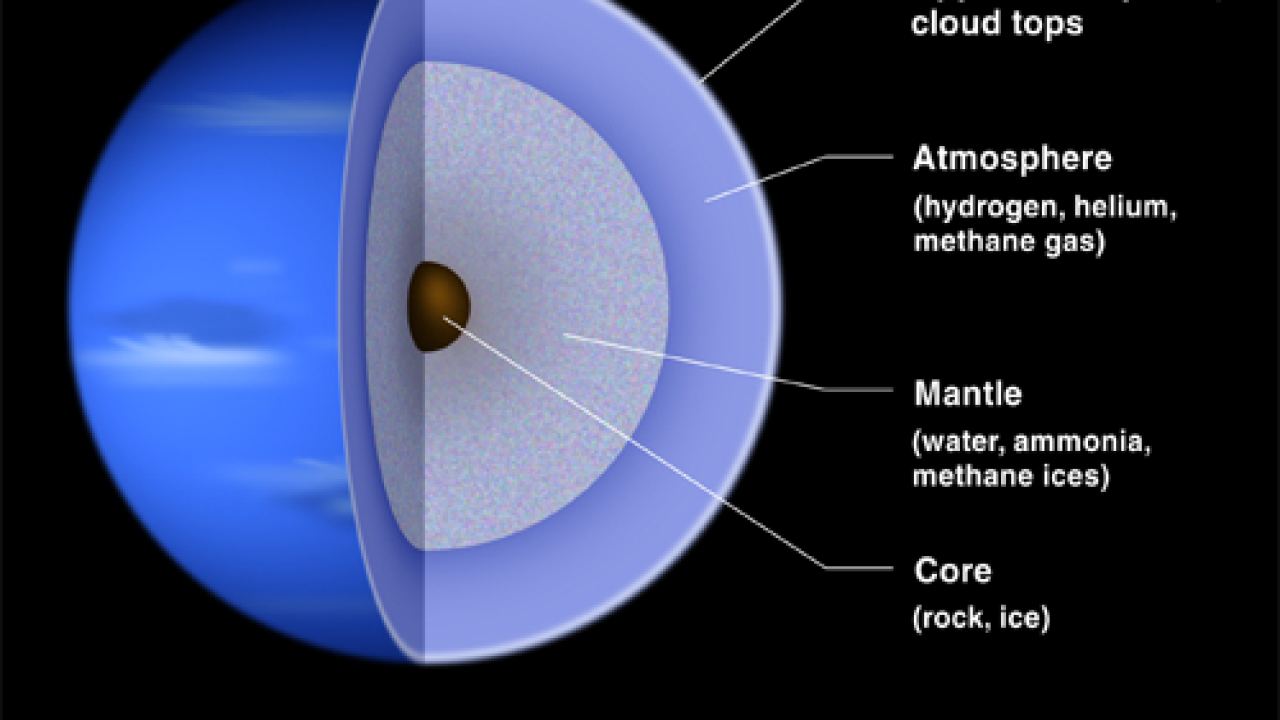 cloud tops
Atmosphere
(hydrogen, helium,
methane gas)
Mantle
(water, ammonia,
methane ices)
Core
(rock, ice)